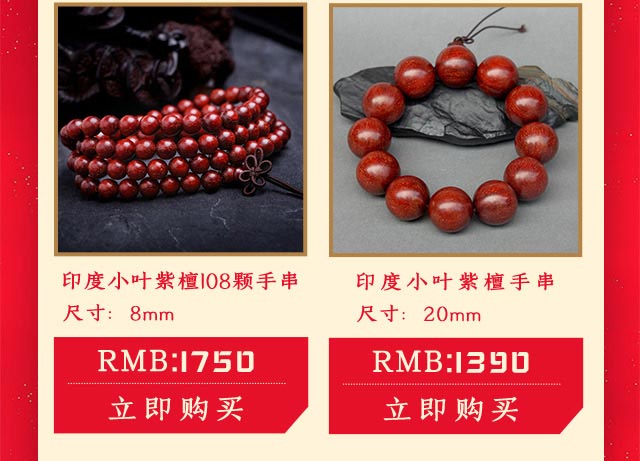 印度小叶紫檀108颗手串
尺寸: 8mm
RMB:1750
立即购买
印度小叶紫檀手串
尺寸: 20mm
RMB:1390
立即购买